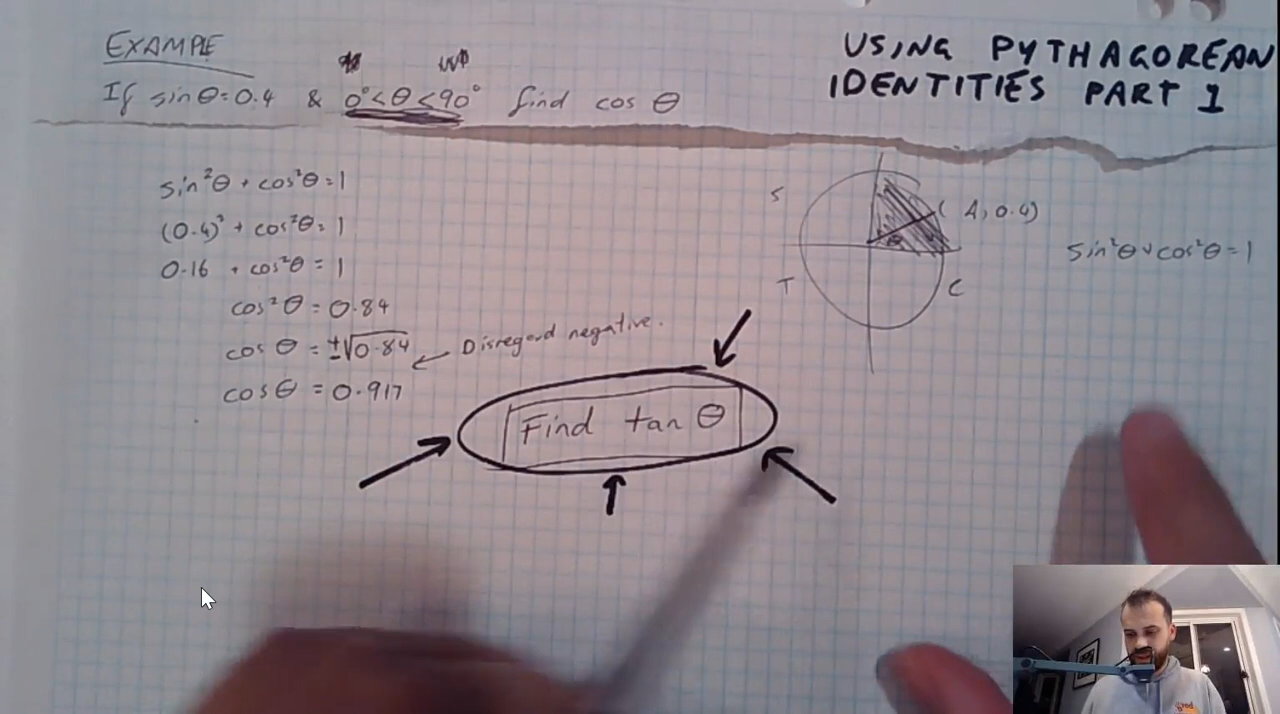 EXAMPLE
If sinθ=0.4 & 0°<θ<90° find cos θ
USING PYTHAGOREAN
IDENTITIES PART 1
sin²θ + cos²θ=1
(0.4)² + cos²θ=1
0.16 + cos²θ = 1
cos²θ = 0.84
cos θ = ±√0.84
Disregard negative.
cosθ = 0.917
Find tan θ
S
( A, 0.4)
θ
T
C
sin²θ+cos²θ=1